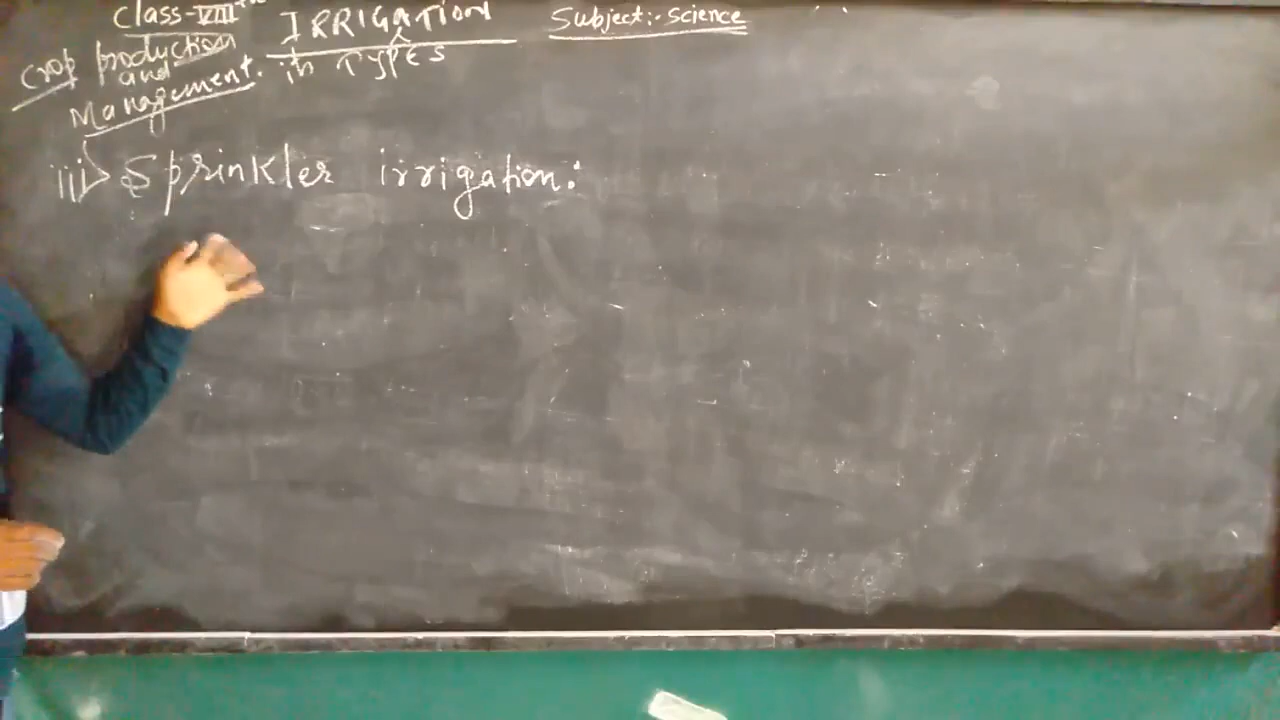 Class-VIII
IRRIGATION
Subject:- Science
Crop production
and
Management.
in TYPES
iii> Sprinkler irrigation: